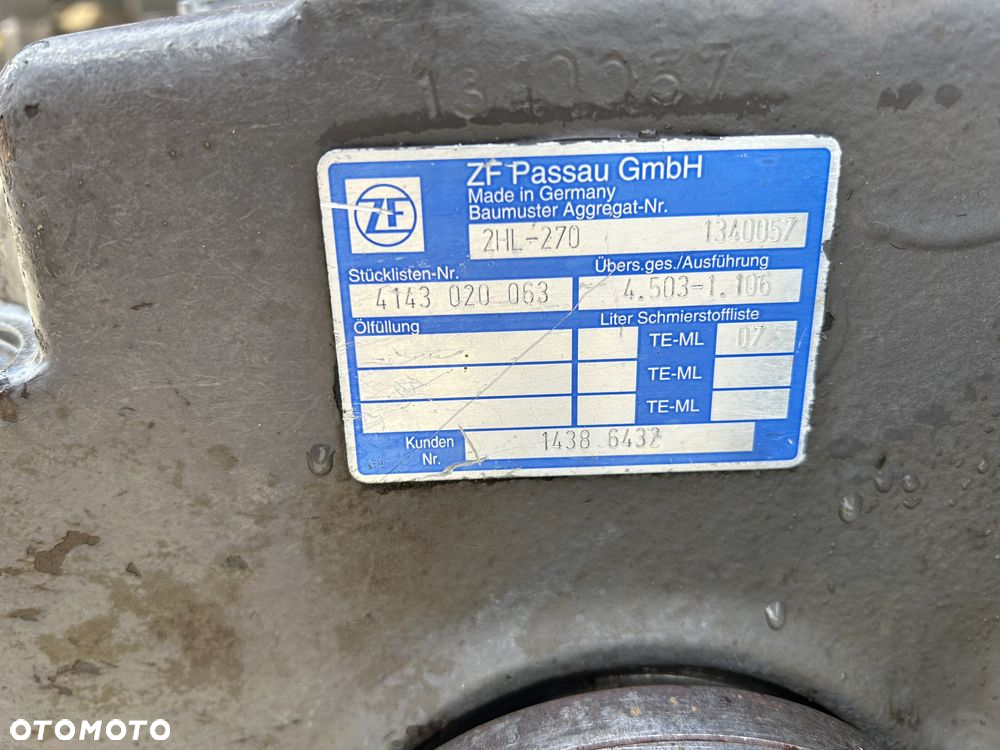 1340057
ZF Passau GmbH
Made in Germany
Baumuster Aggregat-Nr.
ZF
2HL-270 1340057
Stücklisten-Nr. Übers.ges./Ausführung
4143 020 063 4.503-1.106
Ölfüllung Liter Schmierstoffliste
TE-ML 07
TE-ML
TE-ML
Kunden Nr. 1438 6432
OTOMOTO